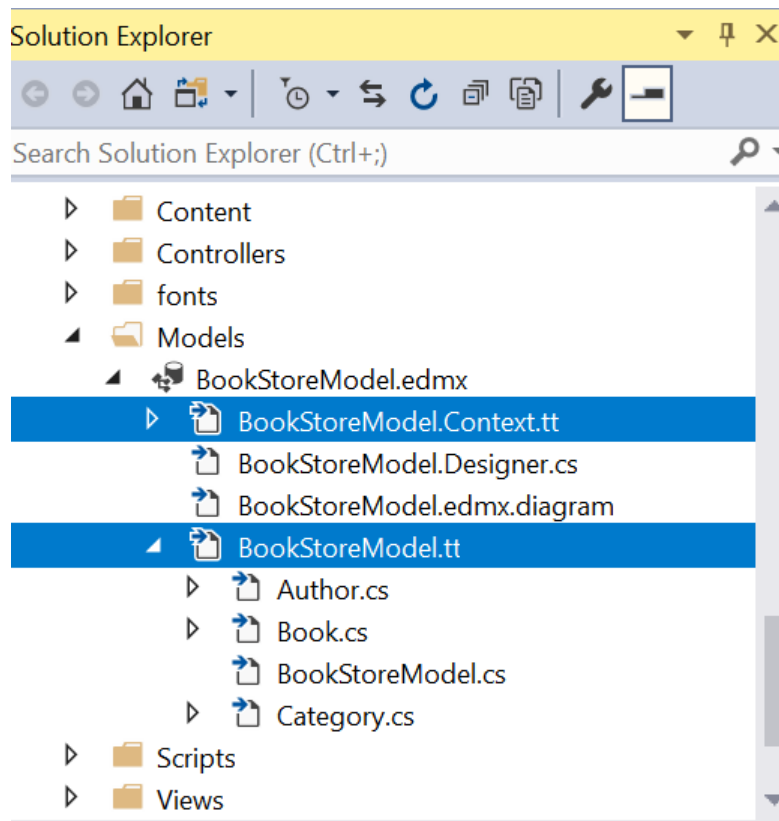 Solution Explorer
Search Solution Explorer (Ctrl+;)
Content
Controllers
fonts
Models
BookStoreModel.edmx
BookStoreModel.Context.tt
BookStoreModel.Designer.cs
BookStoreModel.edmx.diagram
BookStoreModel.tt
Author.cs
Book.cs
BookStoreModel.cs
Category.cs
Scripts
Views